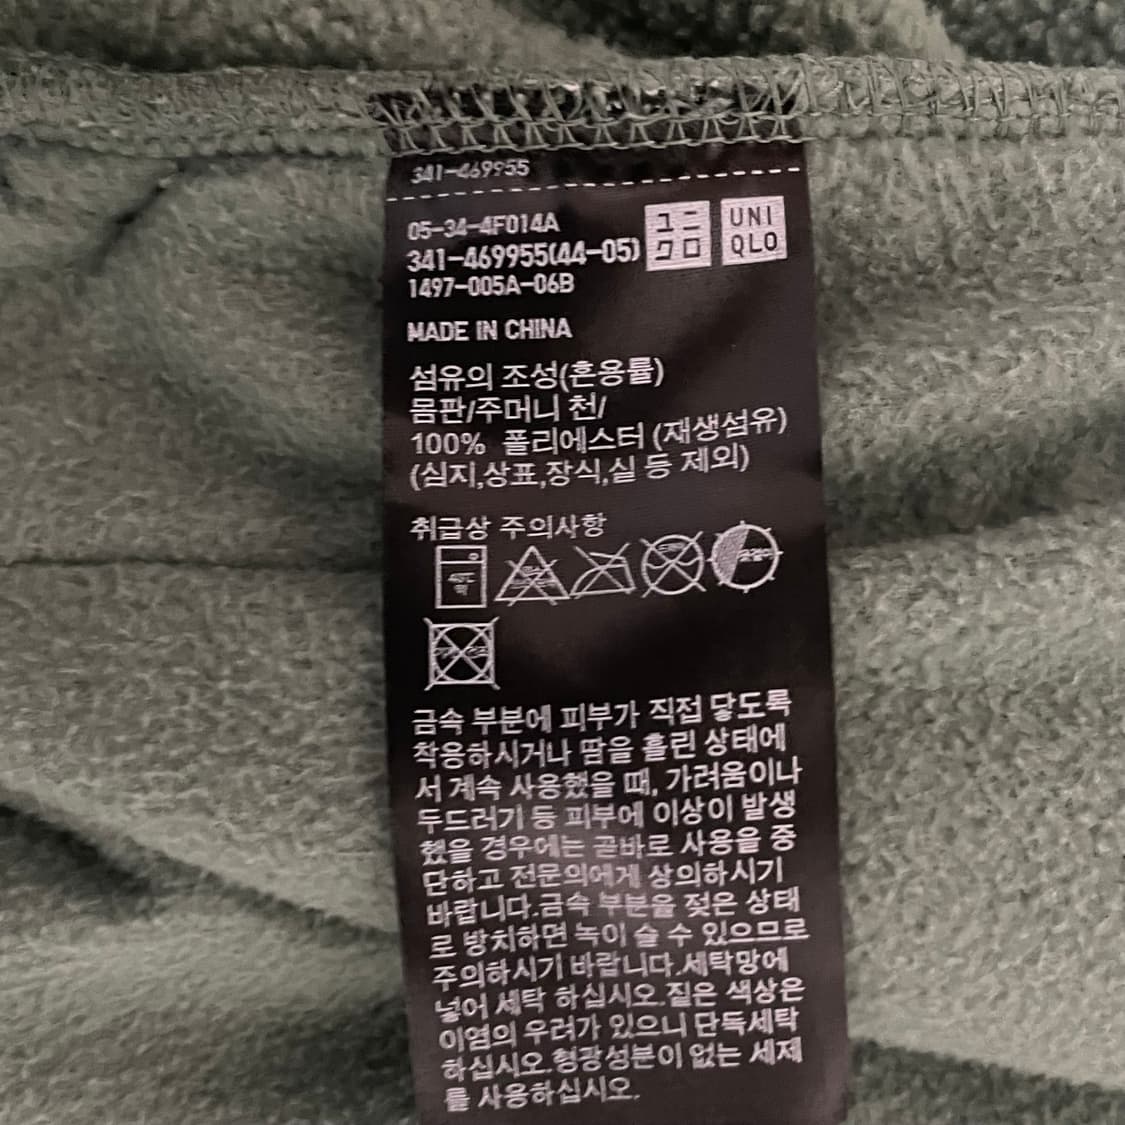 341-469955
05-34-4F014A
341-469955(44-05)
1497-005A-06B
ユニ
クロ
UNI
QLO
MADE IN CHINA
섬유의 조성(혼용률)
몸판/주머니 천/
100% 폴리에스터 (재생섬유)
(심지,상표,장식,실 등 제외)
취급상 주의사항
40℃
약
뉘어서
금속 부분에 피부가 직접 닿도록
착용하시거나 땀을 흘린 상태에
서 계속 사용했을 때, 가려움이나
두드러기 등 피부에 이상이 발생
했을 경우에는 곧바로 사용을 중
단하고 전문의에게 상의하시기
바랍니다.금속 부분을 젖은 상태
로 방치하면 녹이 슬 수 있으므로
주의하시기 바랍니다.세탁망에
넣어 세탁 하십시오.짙은 색상은
이염의 우려가 있으니 단독세탁
하십시오.형광성분이 없는 세제
를 사용하십시오.